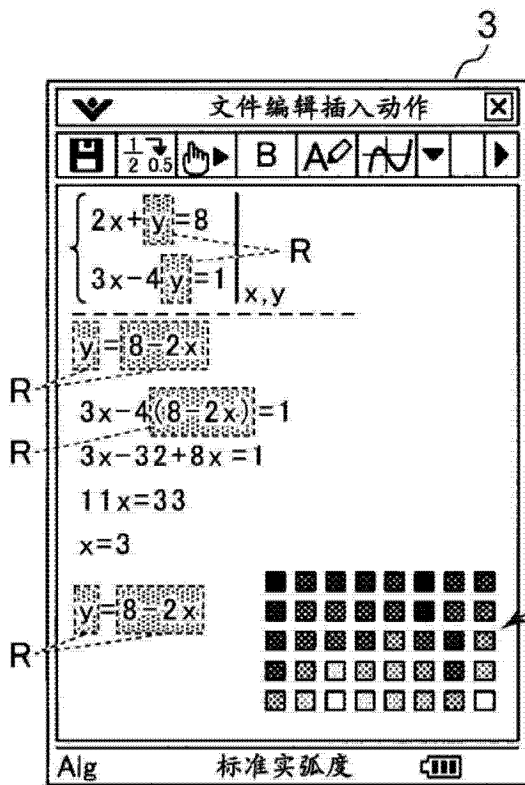 3
文件编辑插入动作
1/2 0.5 B A
2x+y=8
R
3x-4y=1
x,y
y=8-2x
R
3x-4(8-2x)=1
R
3x-32+8x=1
11x=33
x=3
y=8-2x
R
Alg 标准实弧度